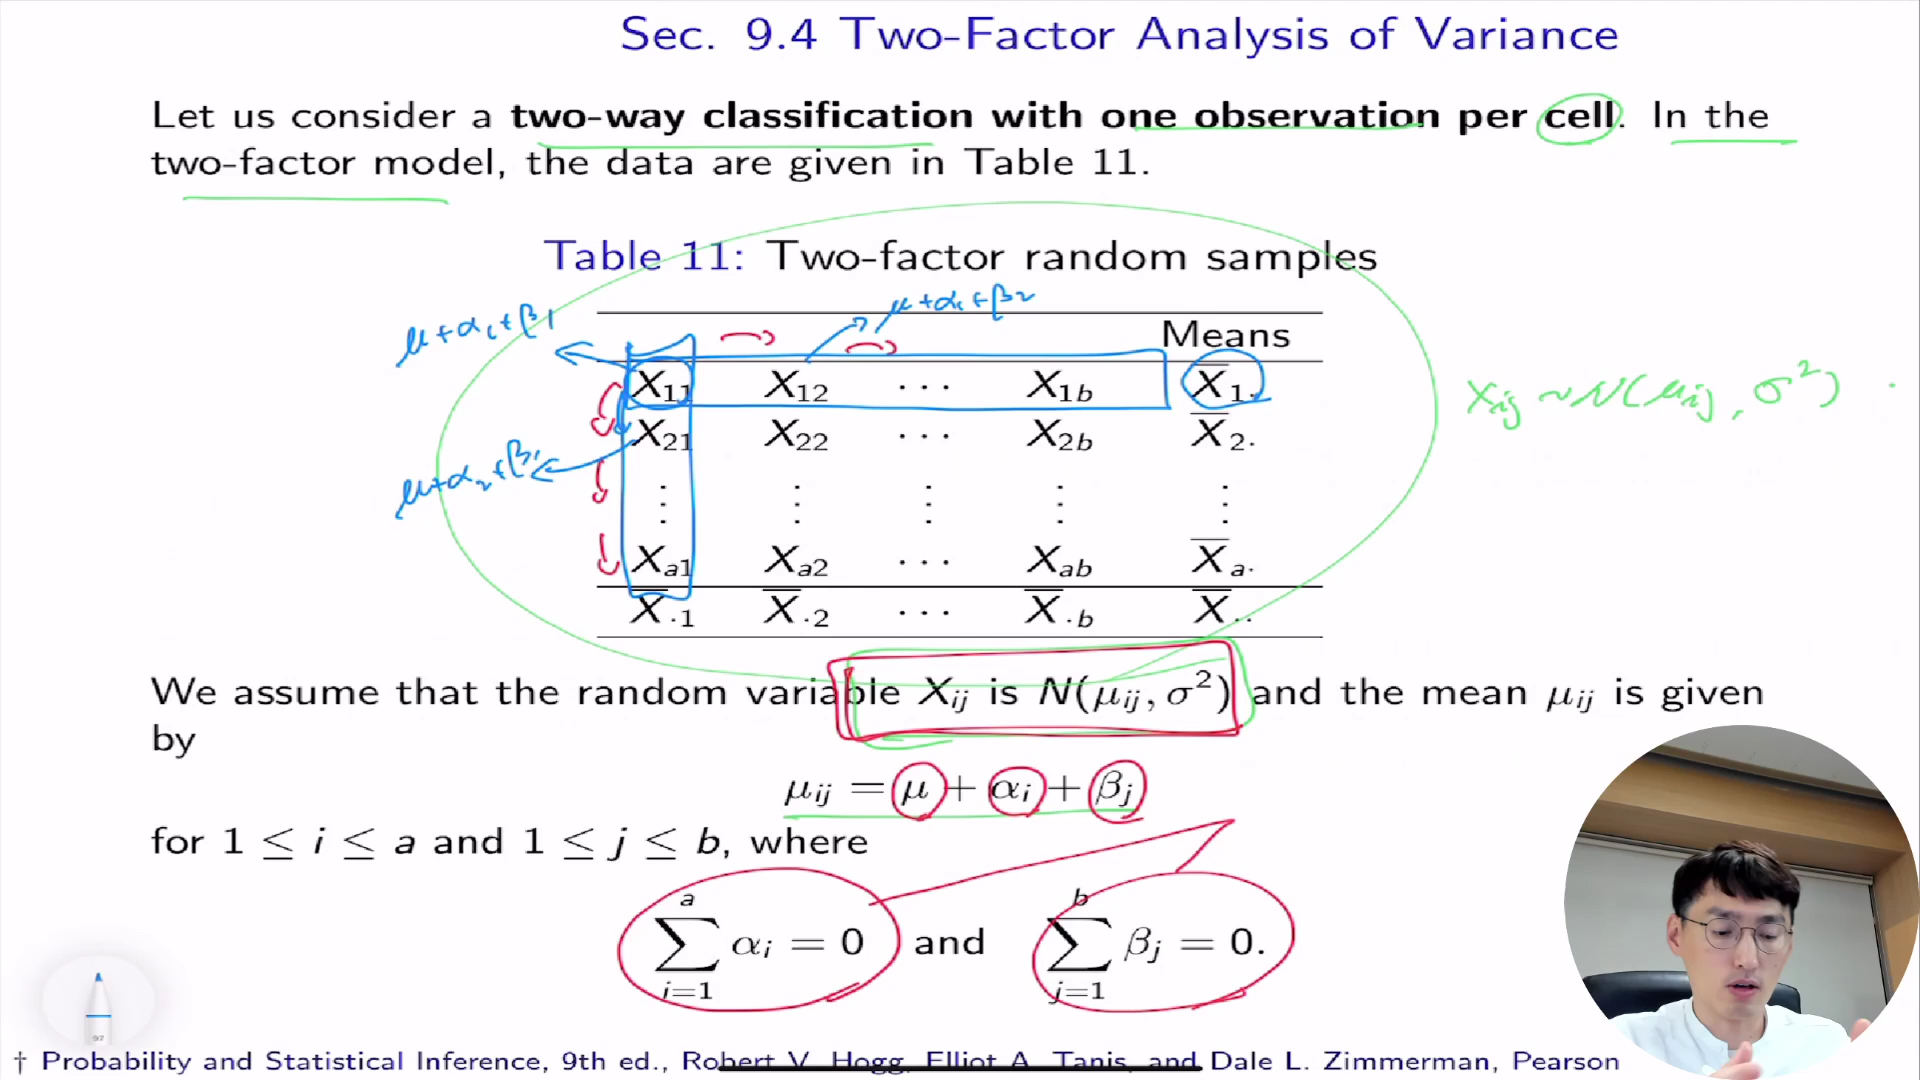 Sec. 9.4 Two-Factor Analysis of Variance
Let us consider a two-way classification with one observation per cell. In the
two-factor model, the data are given in Table 11.
Table 11: Two-factor random samples
μ+α₁+β₁
μ+α₁+β₂
Means
X₁₁ X₁₂ ⋯ X₁b X̅₁.
Xᵢⱼ ~ N(μᵢⱼ, σ²)
X₂₁ X₂₂ ⋯ X₂b X̅₂.
μ+α₂+β₁
⋮ ⋮ ⋮ ⋮ ⋮
Xa1 Xa2 ⋯ Xab X̅a.
X̅.₁ X̅.₂ ⋯ X̅.b X̅..
We assume that the random variable Xᵢⱼ is N(μᵢⱼ, σ²) and the mean μᵢⱼ is given
by
μᵢⱼ = μ + αᵢ + βⱼ
for 1 ≤ i ≤ a and 1 ≤ j ≤ b, where
∑_{i=1}^{a} αᵢ = 0 and ∑_{j=1}^{b} βⱼ = 0.
97
† Probability and Statistical Inference, 9th ed., Robert V. Hogg, Elliot A. Tanis, and Dale L. Zimmerman, Pearson